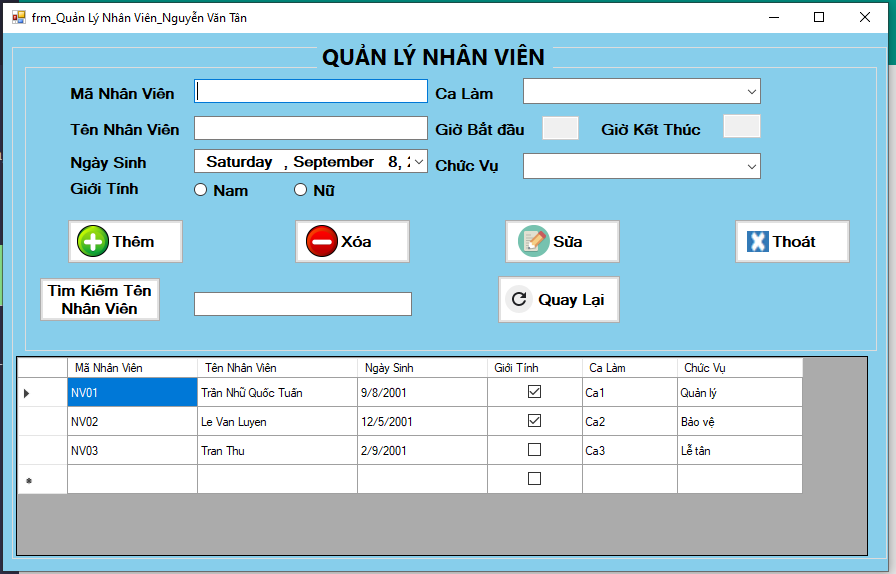 frm_Quản Lý Nhân Viên_Nguyễn Văn Tân
QUẢN LÝ NHÂN VIÊN
Mã Nhân Viên
Ca Làm
Tên Nhân Viên
Giờ Bắt đầu
Giờ Kết Thúc
Ngày Sinh
Saturday , September 8, 2
Chức Vụ
Giới Tính
Nam
Nữ
Thêm
Xóa
Sửa
Thoát
Tìm Kiếm Tên
Nhân Viên
Quay Lại
Mã Nhân Viên Tên Nhân Viên Ngày Sinh Giới Tính Ca Làm Chức Vụ
NV01 Trần Nhữ Quốc Tuấn 9/8/2001 Ca1 Quản lý
NV02 Le Van Luyen 12/5/2001 Ca2 Bảo vệ
NV03 Tran Thu 2/9/2001 Ca3 Lễ tân